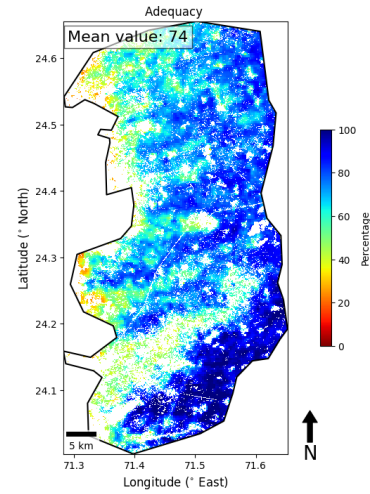 Adequacy
Mean value: 74
24.6
24.5
24.4
24.3
24.2
24.1
Latitude (° North)
5 km
71.3 71.4 71.5 71.6
Longitude (° East)
100
80
60
40
20
0
Percentage
N